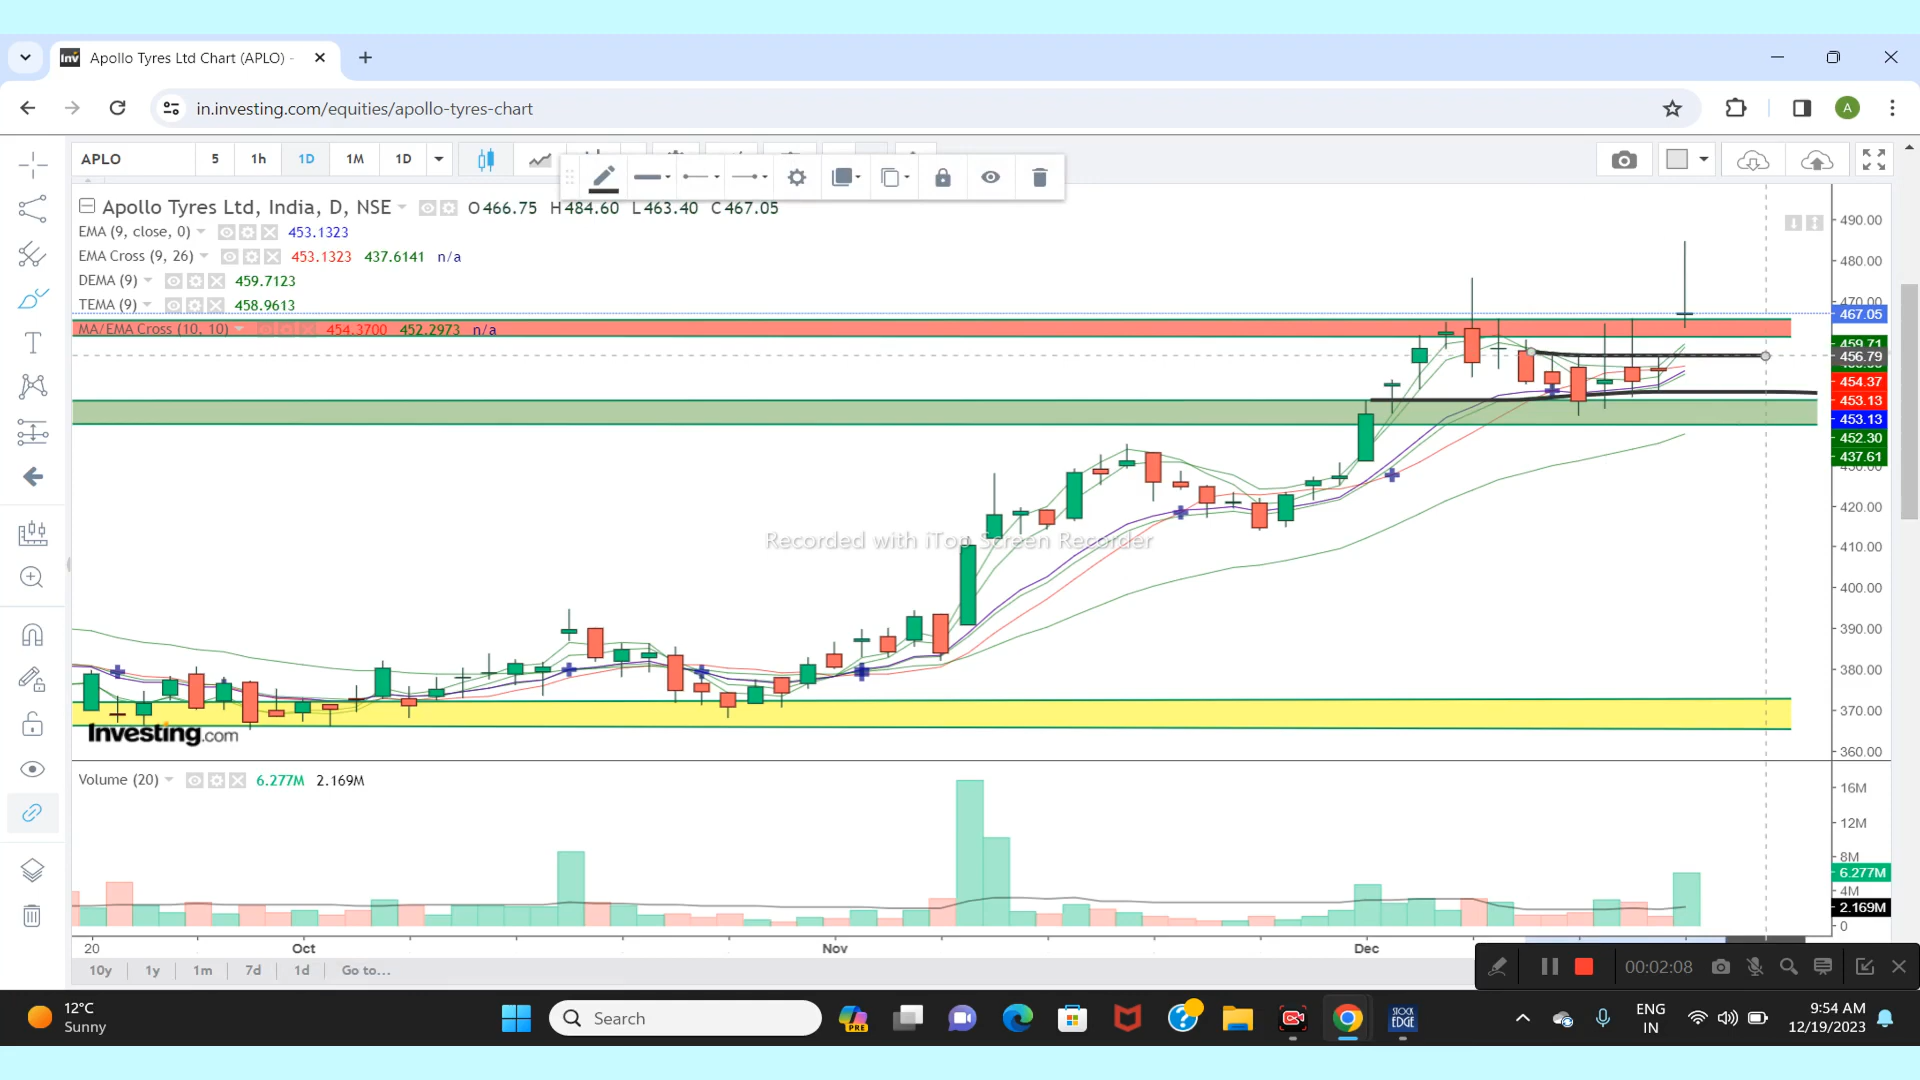 Apollo Tyres Ltd Chart (APLO) -
in.investing.com/equities/apollo-tyres-chart
A
APLO 5 1h 1D 1M 1D
Apollo Tyres Ltd, India, D, NSE O466.75 H484.60 L463.40 C467.05
EMA (9, close, 0) 453.1323
EMA Cross (9, 26) 453.1323 437.6141 n/a
DEMA (9) 459.7123
TEMA (9) 458.9613
MA/EMA Cross (10, 10) 454.3700 452.2973 n/a
490.00
480.00
470.00
467.05
459.71
456.79
454.37
453.13
453.13
452.30
437.61
420.00
410.00
400.00
390.00
380.00
370.00
360.00
Recorded with iTop Screen Recorder
Investing.com
Volume (20) 6.277M 2.169M
16M
12M
8M
6.277M
4M
2.169M
0
20 Oct Nov Dec
10y 1y 1m 7d 1d Go to...
00:02:08
12°C
Sunny
Search
PRE
STOCK
EDGE
ENG
IN
9:54 AM
12/19/2023